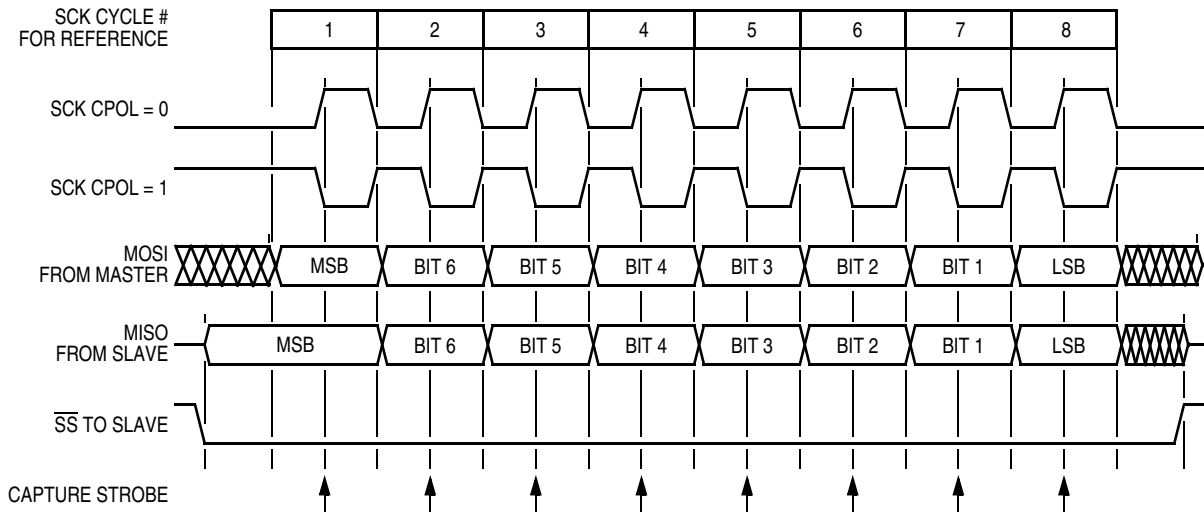 SCK CYCLE #
FOR REFERENCE
1 2 3 4 5 6 7 8
SCK CPOL = 0
SCK CPOL = 1
MOSI
FROM MASTER
MSB BIT 6 BIT 5 BIT 4 BIT 3 BIT 2 BIT 1 LSB
MISO
FROM SLAVE
MSB BIT 6 BIT 5 BIT 4 BIT 3 BIT 2 BIT 1 LSB
S̅S̅ TO SLAVE
CAPTURE STROBE